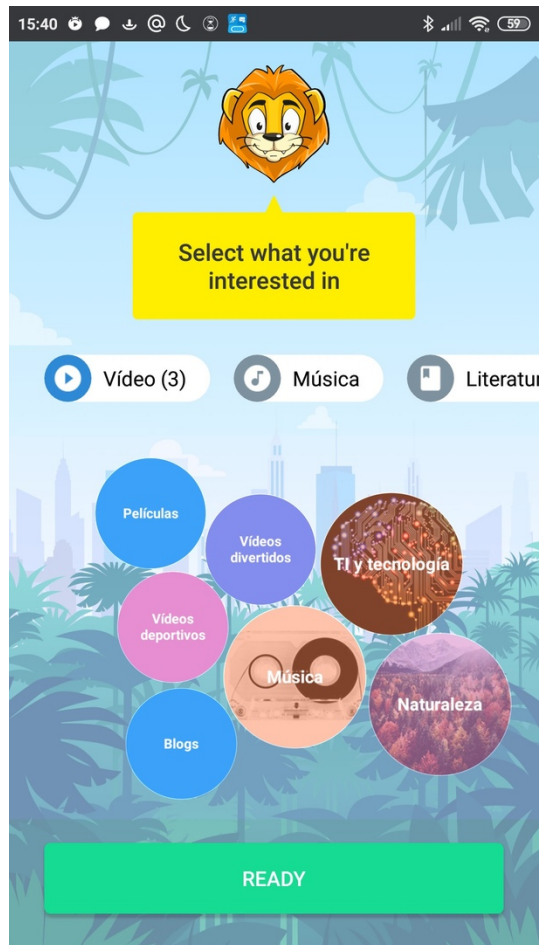 15:40
59
Select what you're
interested in
Vídeo (3)
Música
Literatur
Películas
Vídeos
divertidos
TI y tecnología
Vídeos
deportivos
Música
Naturaleza
Blogs
READY